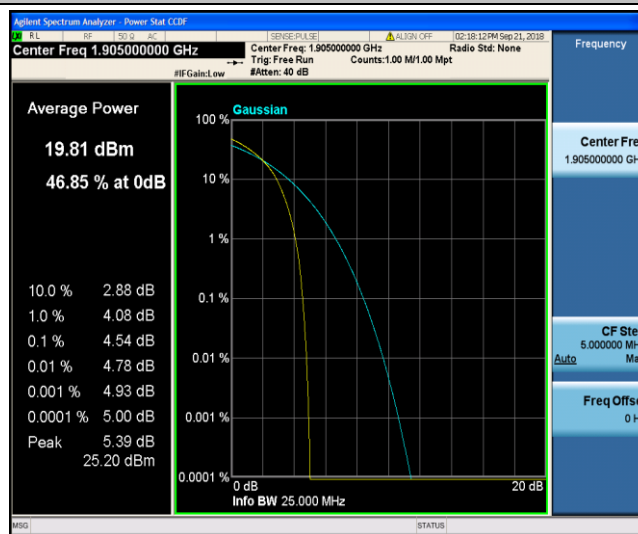 Agilent Spectrum Analyzer - Power Stat CCDF
RL RF 50 Ω AC SENSE:PULSE ALIGN OFF 02:18:12 PM Sep 21, 2018
Center Freq 1.905000000 GHz
Center Freq: 1.905000000 GHz Radio Std: None
Trig: Free Run Counts:1.00 M/1.00 Mpt
#IFGain:Low #Atten: 40 dB
Frequency
Average Power
19.81 dBm
46.85 % at 0dB
10.0 % 2.88 dB
1.0 % 4.08 dB
0.1 % 4.54 dB
0.01 % 4.78 dB
0.001 % 4.93 dB
0.0001 % 5.00 dB
Peak 5.39 dB
25.20 dBm
Gaussian
100 %
10 %
1 %
0.1 %
0.01 %
0.001 %
0.0001 %
0 dB 20 dB
Info BW 25.000 MHz
Center Fre
1.905000000 GH
CF Ste
5.000000 MH
Auto Ma
Freq Offs
0 H
MSG STATUS